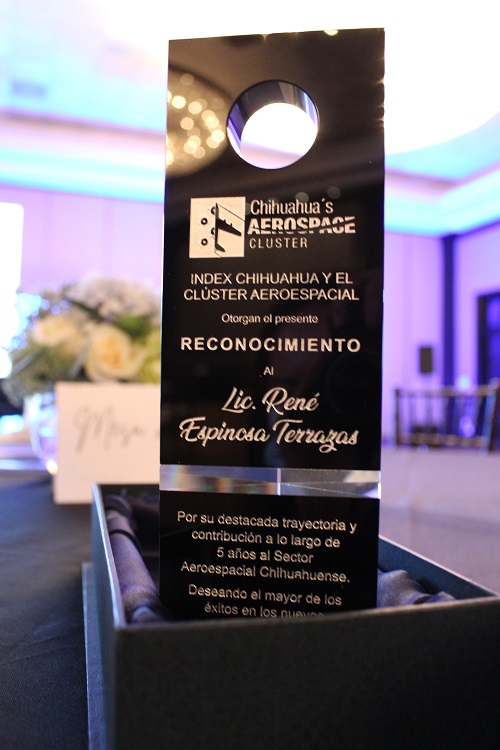 Chihuahua´s
AEROSPACE
CLUSTER
INDEX CHIHUAHUA Y EL
CLÚSTER AEROESPACIAL
Otorgan el presente
RECONOCIMIENTO
Al
Lic. René
Espinosa Terrazas
Por su destacada trayectoria y
contribución a lo largo de
5 años al Sector
Aeroespacial Chihuahuense.
Deseando el mayor de los
éxitos en los nuevos
Mesa